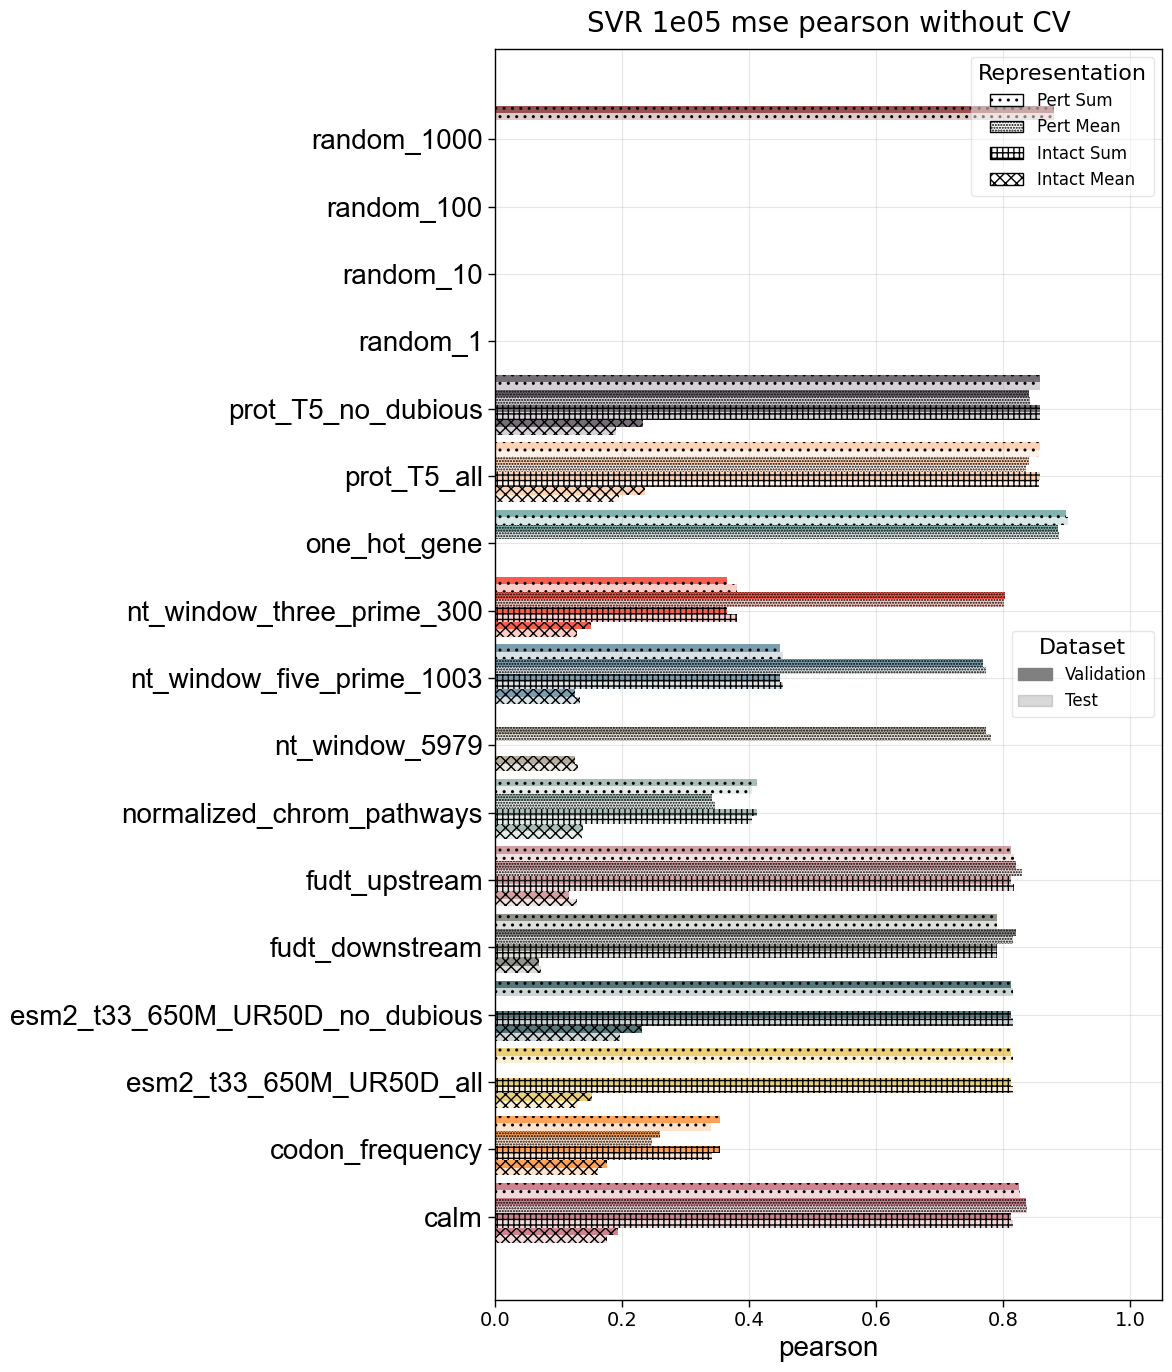 SVR 1e05 mse pearson without CV
Representation
Pert Sum
Pert Mean
Intact Sum
Intact Mean
random_1000
random_100
random_10
random_1
prot_T5_no_dubious
prot_T5_all
one_hot_gene
nt_window_three_prime_300
nt_window_five_prime_1003
nt_window_5979
normalized_chrom_pathways
fudt_upstream
fudt_downstream
esm2_t33_650M_UR50D_no_dubious
esm2_t33_650M_UR50D_all
codon_frequency
calm
Dataset
Validation
Test
0.0 0.2 0.4 0.6 0.8 1.0
pearson